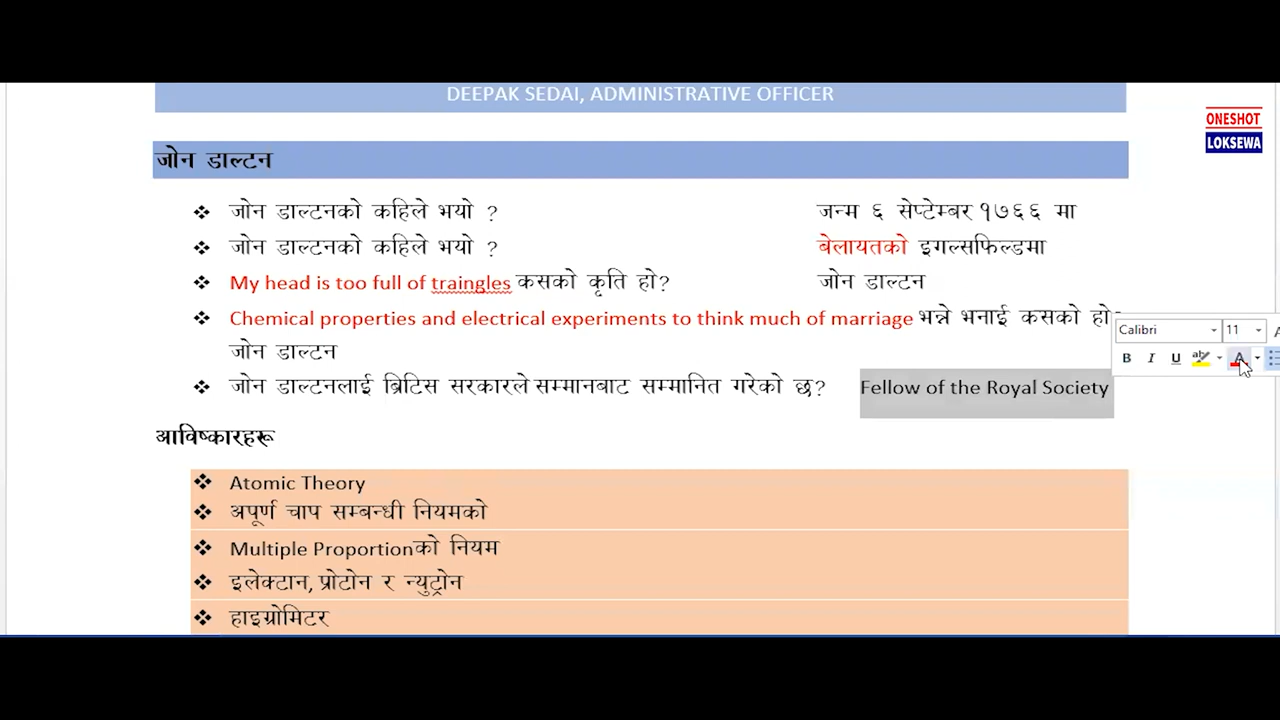 DEEPAK SEDAI, ADMINISTRATIVE OFFICER
ONESHOT
LOKSEWA
जोन डाल्टन
❖ जोन डाल्टनको कहिले भयो ? जन्म ६ सेप्टेम्बर १७६६ मा
❖ जोन डाल्टनको कहिले भयो ? बेलायतको इगल्सफिल्डमा
❖ My head is too full of traingles कसको कृति हो? जोन डाल्टन
❖ Chemical properties and electrical experiments to think much of marriage भन्ने भनाई कसको हो?
जोन डाल्टन
Calibri 11
B I U
❖ जोन डाल्टनलाई ब्रिटिस सरकारले सम्मानबाट सम्मानित गरेको छ? Fellow of the Royal Society
आविष्कारहरू
❖ Atomic Theory
❖ अपूर्ण चाप सम्बन्धी नियमको
❖ Multiple Proportionको नियम
❖ इलेक्टान, प्रोटोन र न्युट्रोन
❖ हाइग्रोमिटर